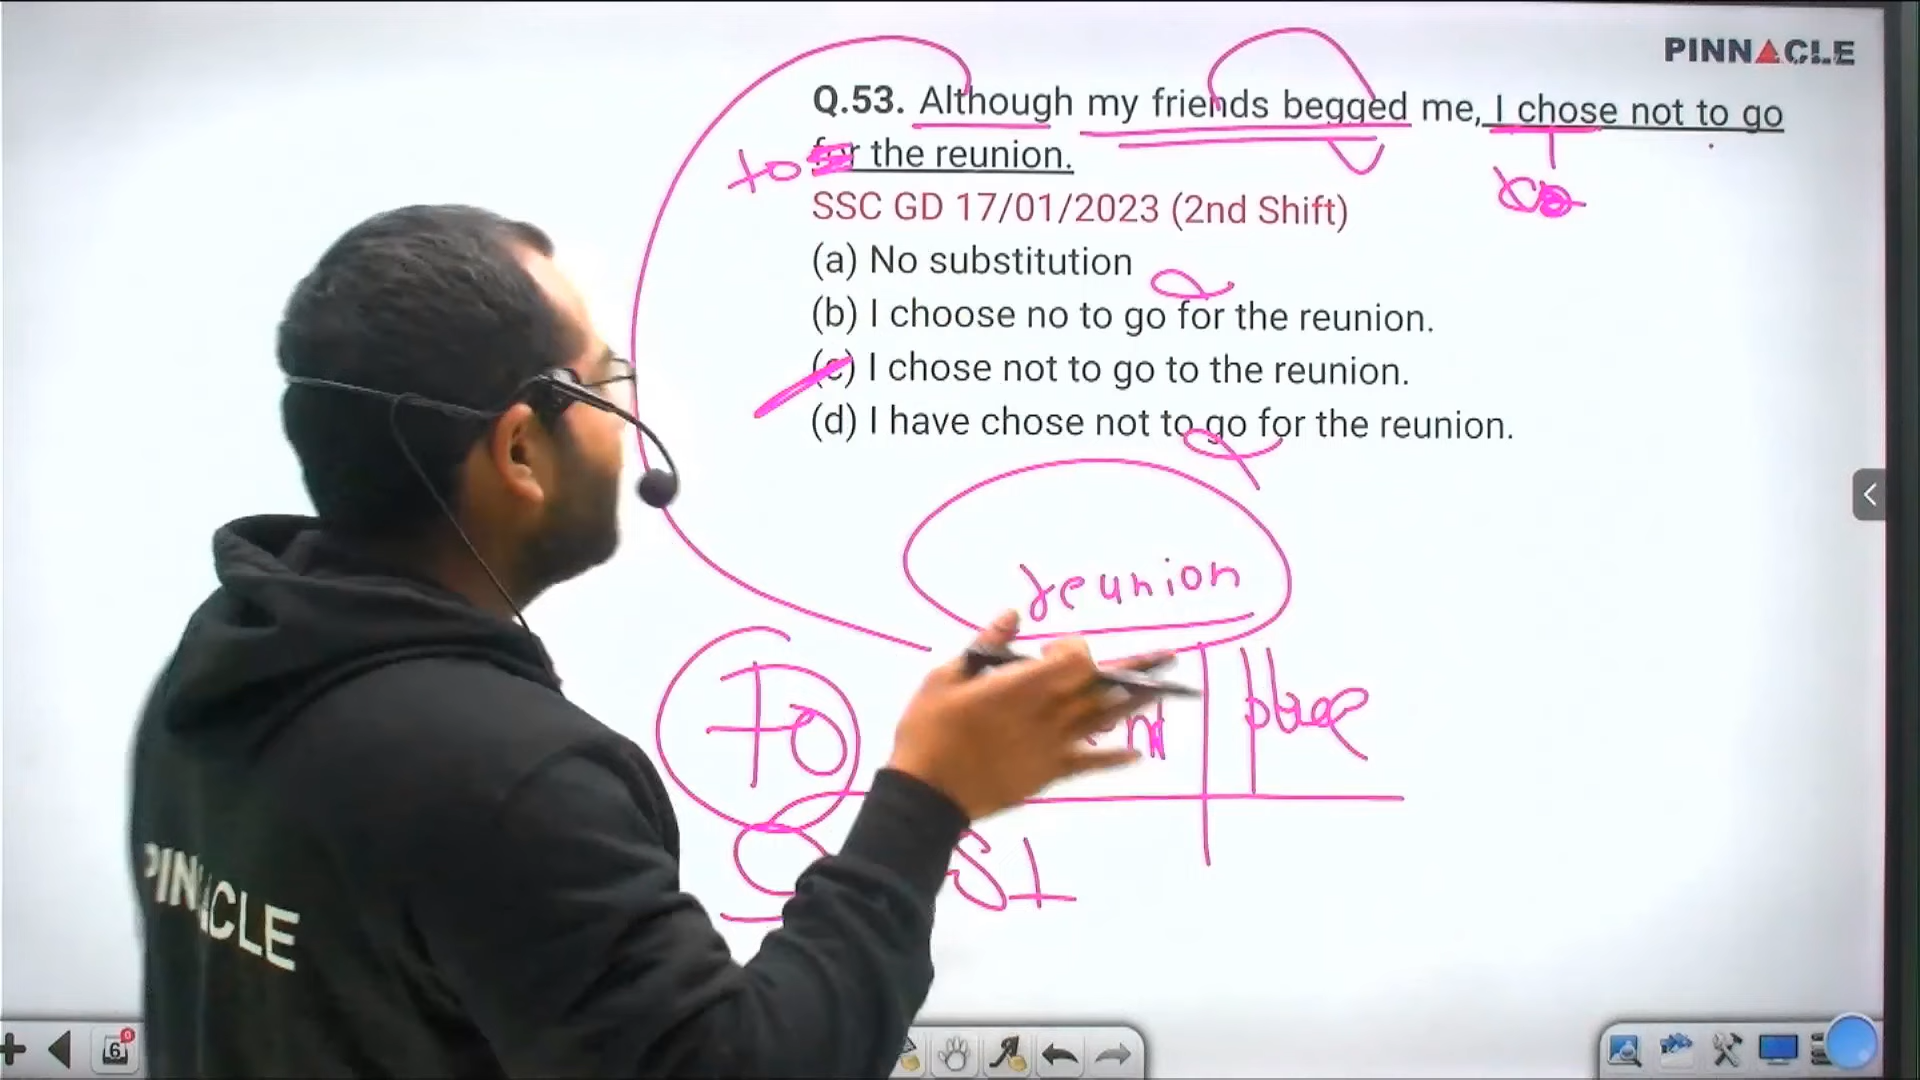 PINNACLE
Q.53. Although my friends begged me, I chose not to go
to for the reunion.
SSC GD 17/01/2023 (2nd Shift)
(a) No substitution
(b) I choose no to go for the reunion.
(c) I chose not to go to the reunion.
(d) I have chose not to go for the reunion.
reunion
to
PINNACLE
6